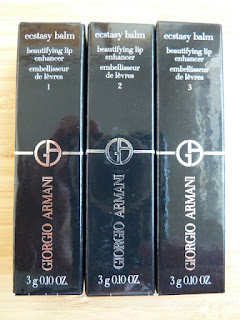 ecstasy balm
beautifying lip
enhancer
embellisseur
de lèvres
1
GIORGIO ARMANI
3 g 0.10 OZ.
ecstasy balm
beautifying lip
enhancer
embellisseur
de lèvres
2
GIORGIO ARMANI
3 g 0.10 OZ.
ecstasy balm
beautifying lip
enhancer
embellisseur
de lèvres
3
GIORGIO ARMANI
3 g 0.10 OZ.